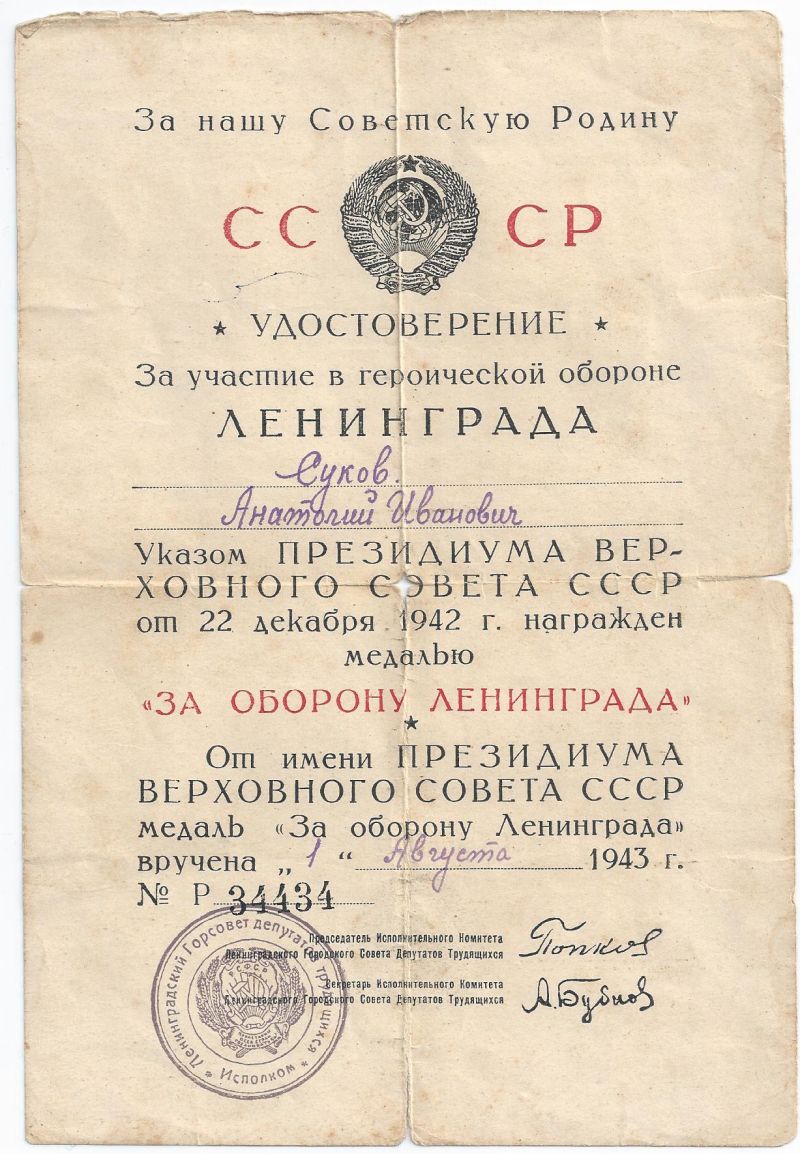 За нашу Советскую Родину
СС СР
★ УДОСТОВЕРЕНИЕ ★
За участие в героической обороне
ЛЕНИНГРАДА
Суков.
Анатолий Иванович
Указом ПРЕЗИДИУМА ВЕР-
ХОВНОГО СОВЕТА СССР
от 22 декабря 1942 г. награжден
медалью
«ЗА ОБОРОНУ ЛЕНИНГРАДА»
★
От имени ПРЕЗИДИУМА
ВЕРХОВНОГО СОВЕТА СССР
медаль «За оборону Ленинграда»
вручена „ 1 “ Августа 1943 г.
№ Р 34434
Председатель Исполнительного Комитета
Ленинградского Городского Совета Депутатов Трудящихся
Попков
Секретарь Исполнительного Комитета
Ленинградского Городского Совета Депутатов Трудящихся
А.Бубнов
Ленинградский Горсовет депутатов трудящихся
* Исполком *
РСФСР